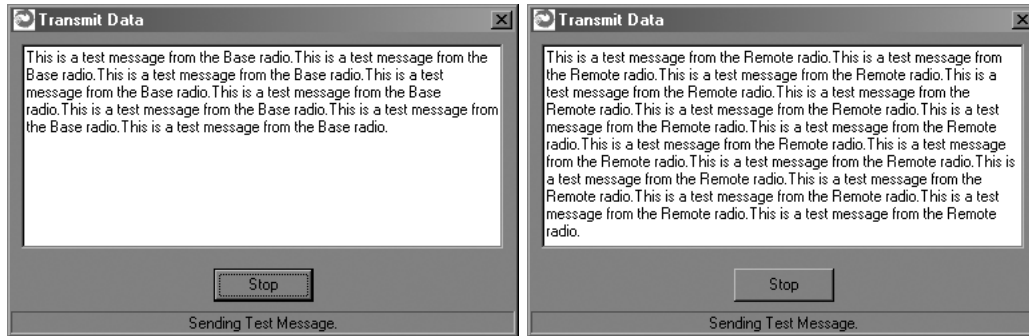 Transmit Data
This is a test message from the Base radio.This is a test message from the
Base radio.This is a test message from the Base radio.This is a test
message from the Base radio.This is a test message from the Base
radio.This is a test message from the Base radio.This is a test message from
the Base radio.This is a test message from the Base radio.
Stop
Sending Test Message.
Transmit Data
This is a test message from the Remote radio.This is a test message from
the Remote radio.This is a test message from the Remote radio.This is a
test message from the Remote radio.This is a test message from the
Remote radio.This is a test message from the Remote radio.This is a test
message from the Remote radio.This is a test message from the Remote
radio.This is a test message from the Remote radio.This is a test message
from the Remote radio.This is a test message from the Remote radio.This is
a test message from the Remote radio.This is a test message from the
Remote radio.This is a test message from the Remote radio.This is a test
message from the Remote radio.This is a test message from the Remote
radio.
Stop
Sending Test Message.